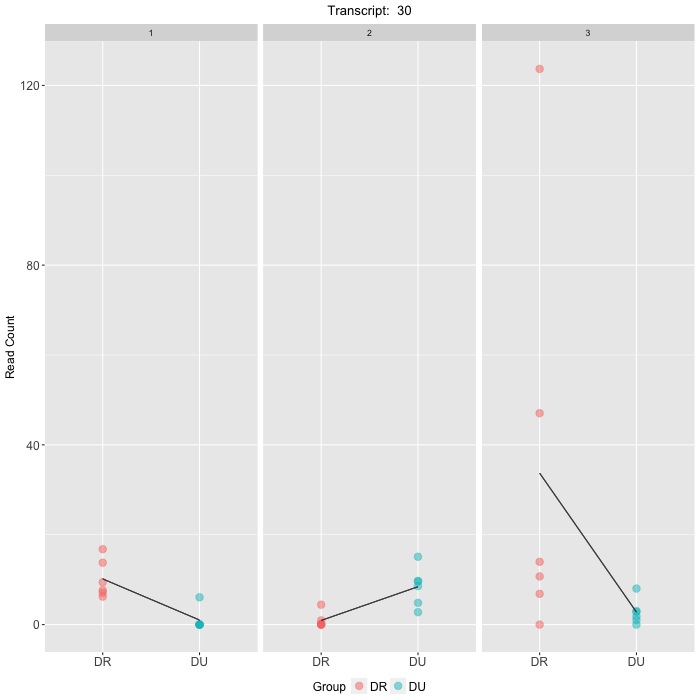 Transcript: 30
1 2 3
120
80
40
0
Read Count
DR DU DR DU DR DU
Group DR DU